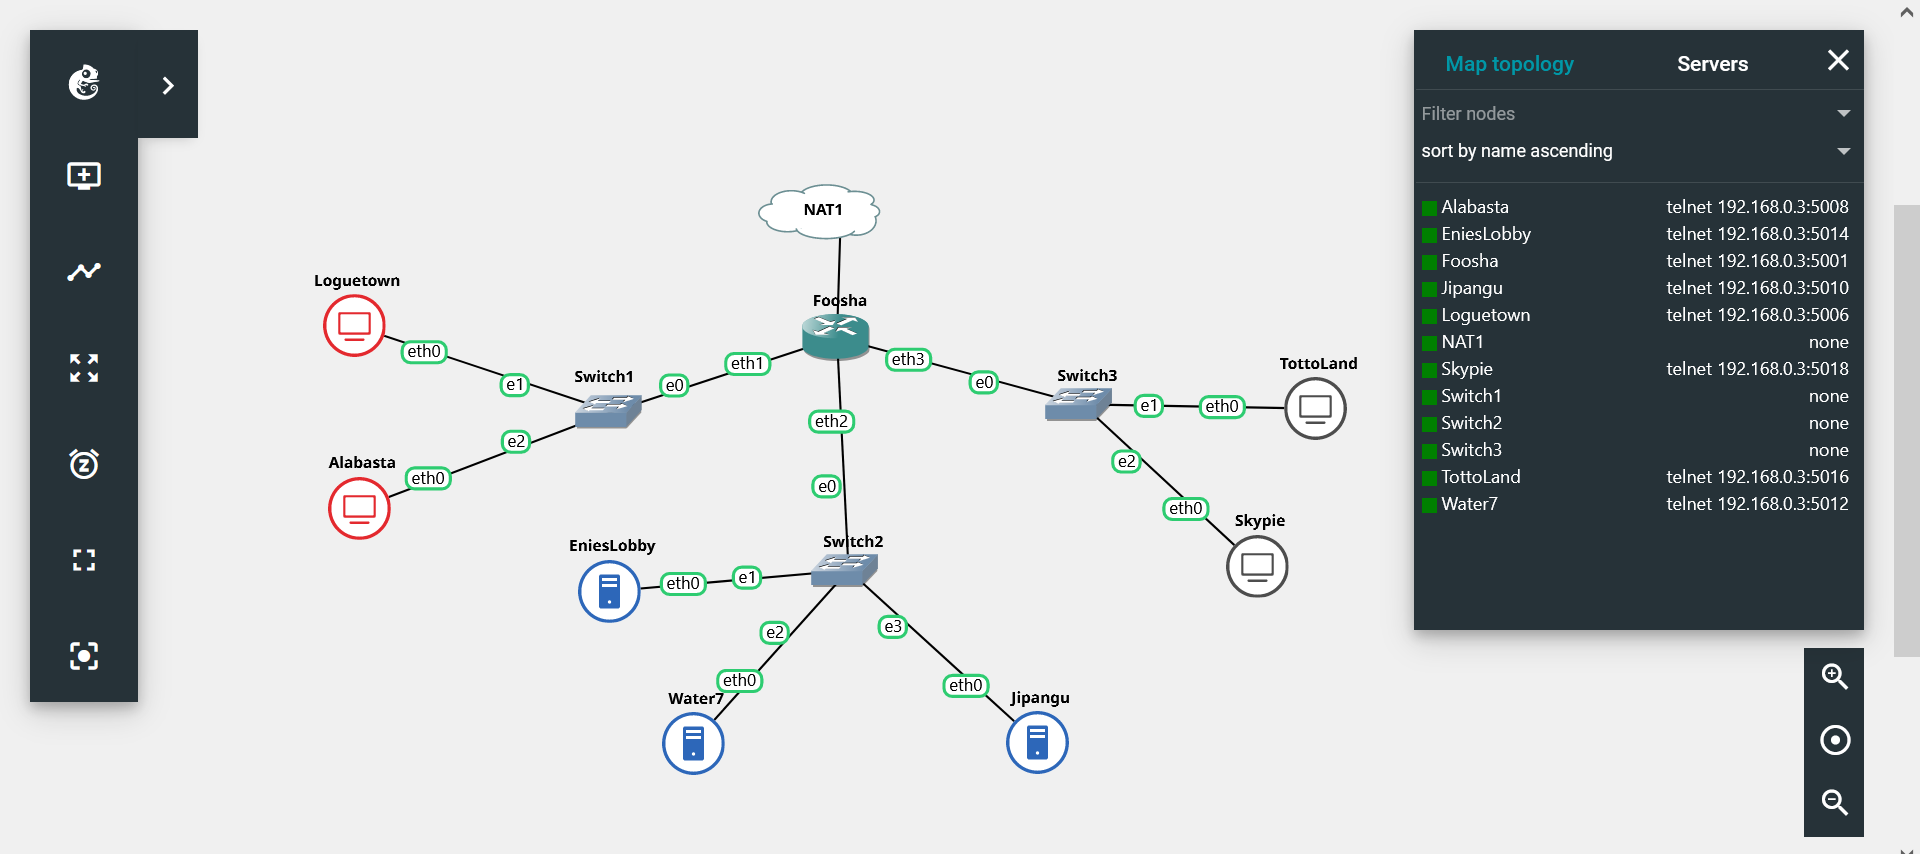 Map topology Servers
Filter nodes
sort by name ascending
Alabasta telnet 192.168.0.3:5008
EniesLobby telnet 192.168.0.3:5014
Foosha telnet 192.168.0.3:5001
Jipangu telnet 192.168.0.3:5010
Loguetown telnet 192.168.0.3:5006
NAT1 none
Skypie telnet 192.168.0.3:5018
Switch1 none
Switch2 none
Switch3 none
TottoLand telnet 192.168.0.3:5016
Water7 telnet 192.168.0.3:5012
NAT1
Loguetown
Foosha
eth0
e1
Switch1
e0
eth1
eth3
e0
Switch3
TottoLand
e1
eth0
eth2
e2
Alabasta
eth0
e2
e0
eth0
Skypie
Switch2
EniesLobby
eth0
e1
e2
e3
eth0
eth0
Water7
Jipangu